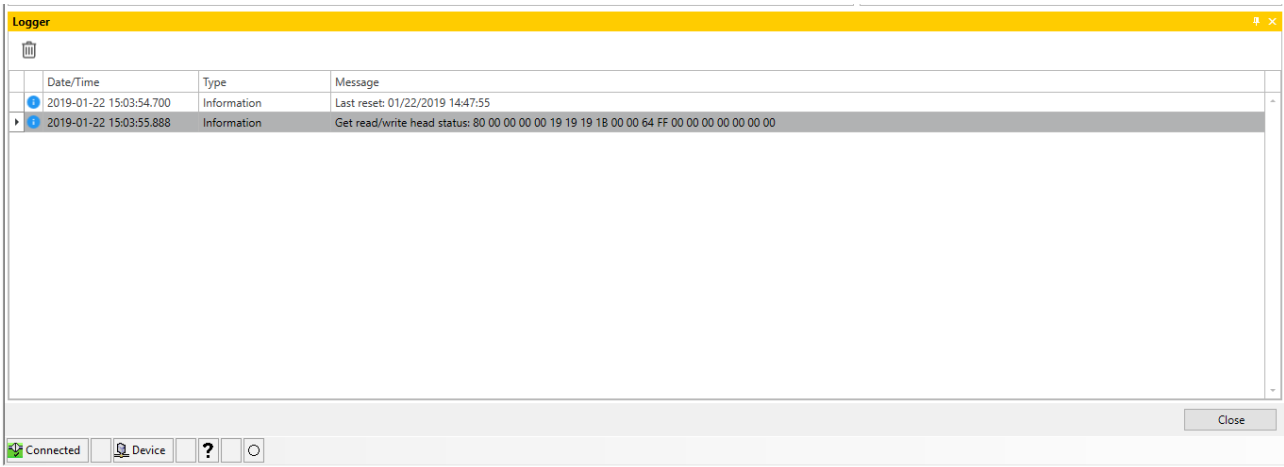 Logger
Date/Time Type Message
2019-01-22 15:03:54.700 Information Last reset: 01/22/2019 14:47:55
2019-01-22 15:03:55.888 Information Get read/write head status: 80 00 00 00 00 19 19 19 1B 00 00 64 FF 00 00 00 00 00 00 00
Close
Connected Device ?